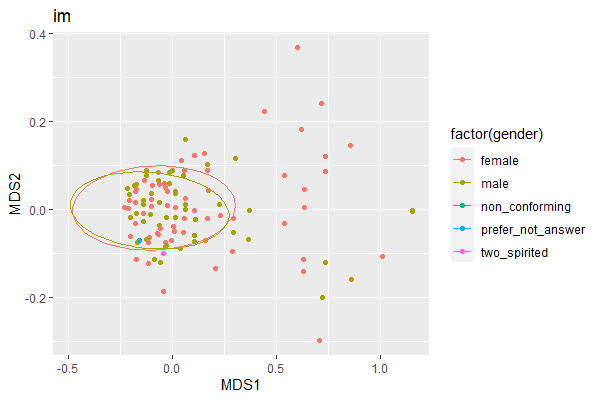 im
0.4
0.2
0.0
-0.2
MDS2
-0.5
0.0
0.5
1.0
MDS1
factor(gender)
female
male
non_conforming
prefer_not_answer
two_spirited